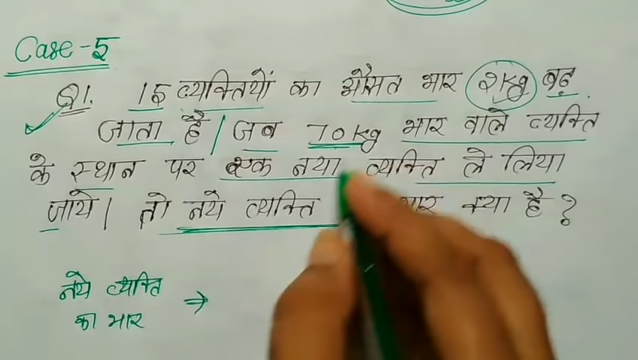 Case-5
Q1. 15 व्यक्तियों का औसत भार 2kg बढ़
जाता है| जब 70kg भार वाले व्यक्ति
के स्थान पर एक नया व्यक्ति ले लिया
जाये| तो नये व्यक्ति भार क्या है?
नये व्यक्ति
का भार →